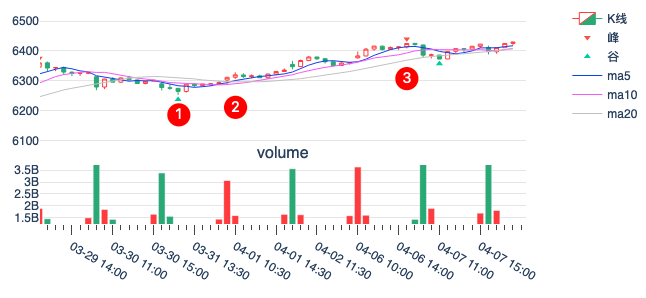 6500
6400
6300
6200
6100
K线
峰
谷
ma5
ma10
ma20
1
2
3
volume
3.5B
3B
2.5B
2B
1.5B
03-29 14:00
03-30 11:00
03-30 15:00
03-31 13:30
04-01 10:30
04-01 14:30
04-02 11:30
04-06 10:00
04-06 14:00
04-07 11:00
04-07 15:00